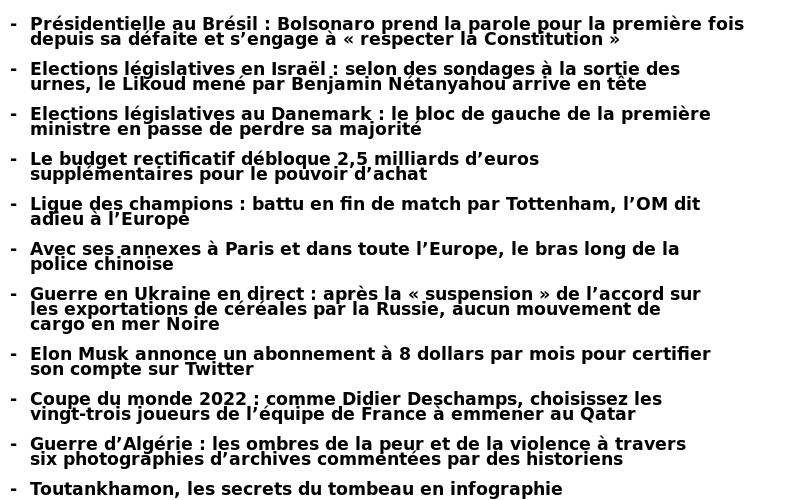 - Présidentielle au Brésil : Bolsonaro prend la parole pour la première fois
depuis sa défaite et s’engage à « respecter la Constitution »
- Elections législatives en Israël : selon des sondages à la sortie des
urnes, le Likoud mené par Benjamin Nétanyahou arrive en tête
- Elections législatives au Danemark : le bloc de gauche de la première
ministre en passe de perdre sa majorité
- Le budget rectificatif débloque 2,5 milliards d’euros
supplémentaires pour le pouvoir d’achat
- Ligue des champions : battu en fin de match par Tottenham, l’OM dit
adieu à l’Europe
- Avec ses annexes à Paris et dans toute l’Europe, le bras long de la
police chinoise
- Guerre en Ukraine en direct : après la « suspension » de l’accord sur
les exportations de céréales par la Russie, aucun mouvement de
cargo en mer Noire
- Elon Musk annonce un abonnement à 8 dollars par mois pour certifier
son compte sur Twitter
- Coupe du monde 2022 : comme Didier Deschamps, choisissez les
vingt-trois joueurs de l’équipe de France à emmener au Qatar
- Guerre d’Algérie : les ombres de la peur et de la violence à travers
six photographies d’archives commentées par des historiens
- Toutankhamon, les secrets du tombeau en infographie